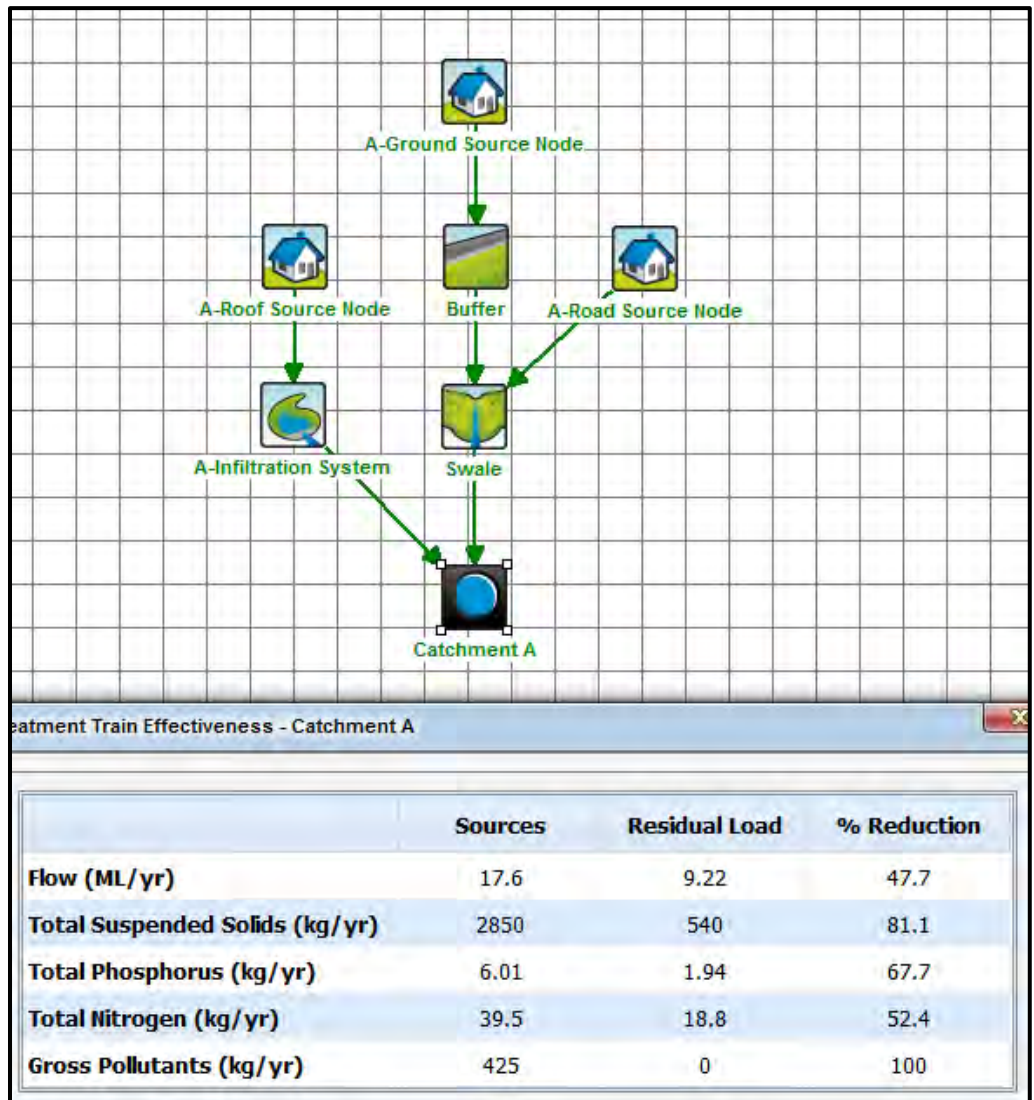 A-Ground Source Node
A-Roof Source Node
Buffer
A-Road Source Node
A-Infiltration System
Swale
Catchment A
eatment Train Effectiveness - Catchment A
Sources Residual Load % Reduction
Flow (ML/yr) 17.6 9.22 47.7
Total Suspended Solids (kg/yr) 2850 540 81.1
Total Phosphorus (kg/yr) 6.01 1.94 67.7
Total Nitrogen (kg/yr) 39.5 18.8 52.4
Gross Pollutants (kg/yr) 425 0 100